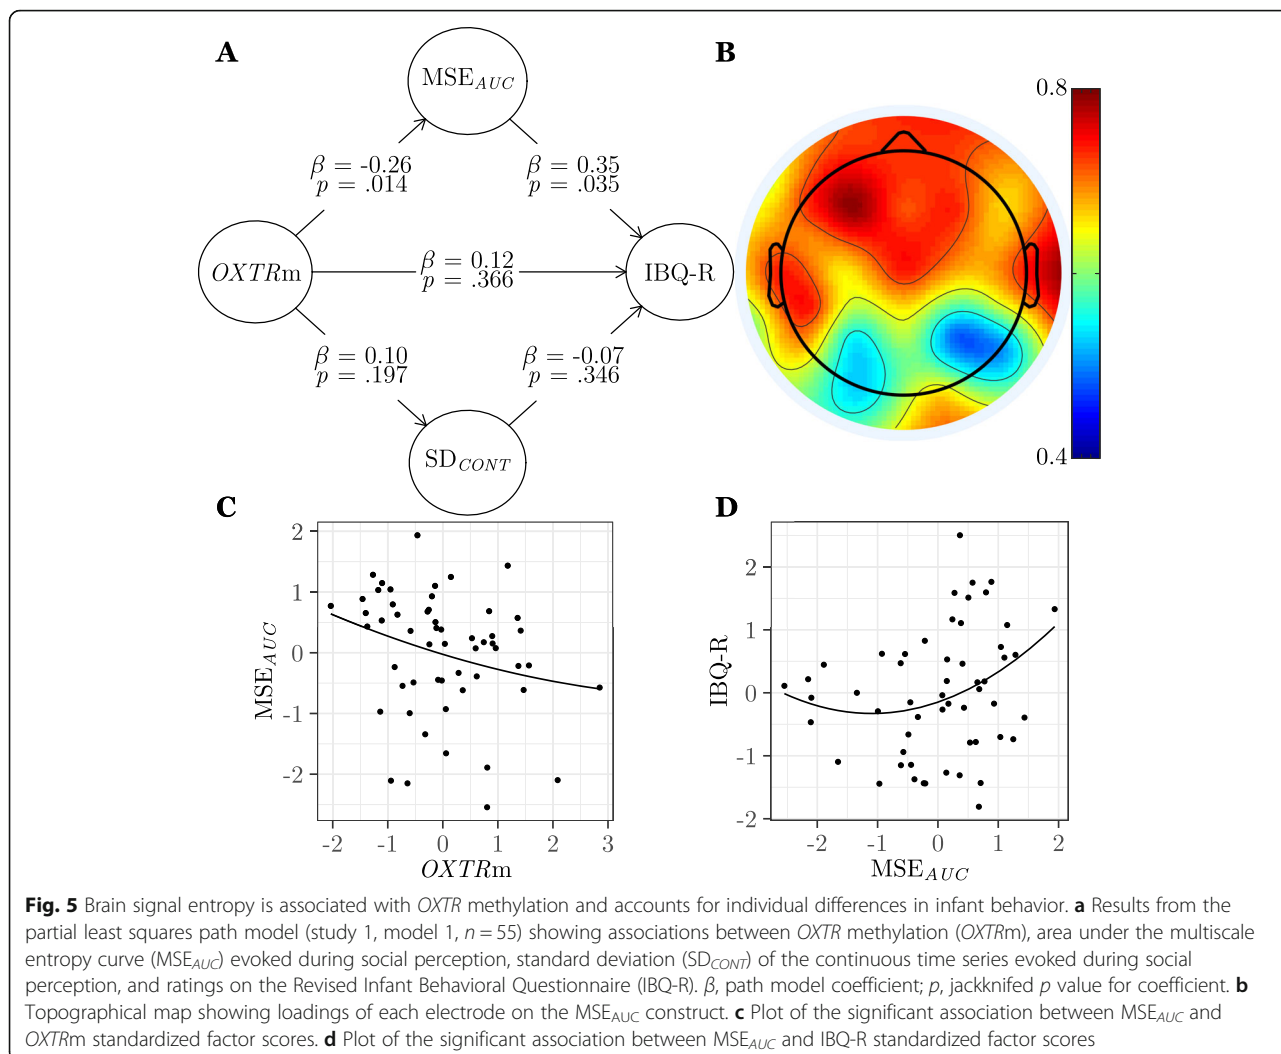 A
MSE_AUC
β = -0.26
p = .014
β = 0.35
p = .035
OXTRm
β = 0.12
p = .366
IBQ-R
β = 0.10
p = .197
β = -0.07
p = .346
SD_CONT
B
0.8
0.4
C
MSE_AUC
2
1
0
-1
-2
-2 -1 0 1 2 3
OXTRm
D
IBQ-R
2
1
0
-1
-2
-2 -1 0 1 2
MSE_AUC
Fig. 5 Brain signal entropy is associated with OXTR methylation and accounts for individual differences in infant behavior. a Results from the
partial least squares path model (study 1, model 1, n = 55) showing associations between OXTR methylation (OXTRm), area under the multiscale
entropy curve (MSE_AUC) evoked during social perception, standard deviation (SD_CONT) of the continuous time series evoked during social
perception, and ratings on the Revised Infant Behavioral Questionnaire (IBQ-R). β, path model coefficient; p, jackknifed p value for coefficient. b
Topographical map showing loadings of each electrode on the MSE_AUC construct. c Plot of the significant association between MSE_AUC and
OXTRm standardized factor scores. d Plot of the significant association between MSE_AUC and IBQ-R standardized factor scores